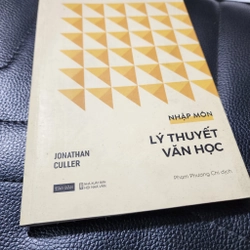 NHẬP MÔN
LÝ THUYẾT
VĂN HỌC
JONATHAN
CULLER
Phạm Phương Chi dịch